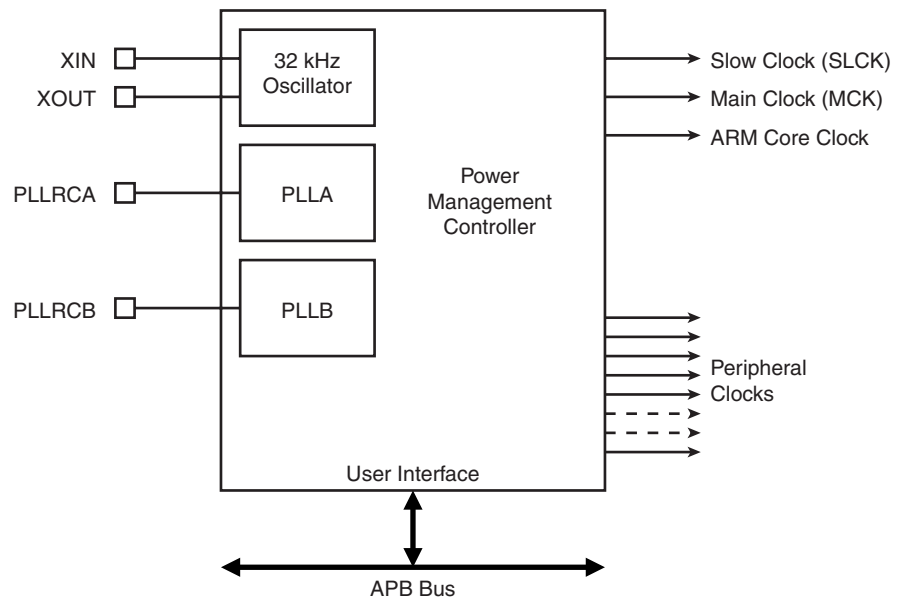 XIN
XOUT
32 kHz
Oscillator
Slow Clock (SLCK)
Main Clock (MCK)
ARM Core Clock
PLLRCA
PLLA
Power
Management
Controller
PLLRCB
PLLB
Peripheral
Clocks
User Interface
APB Bus